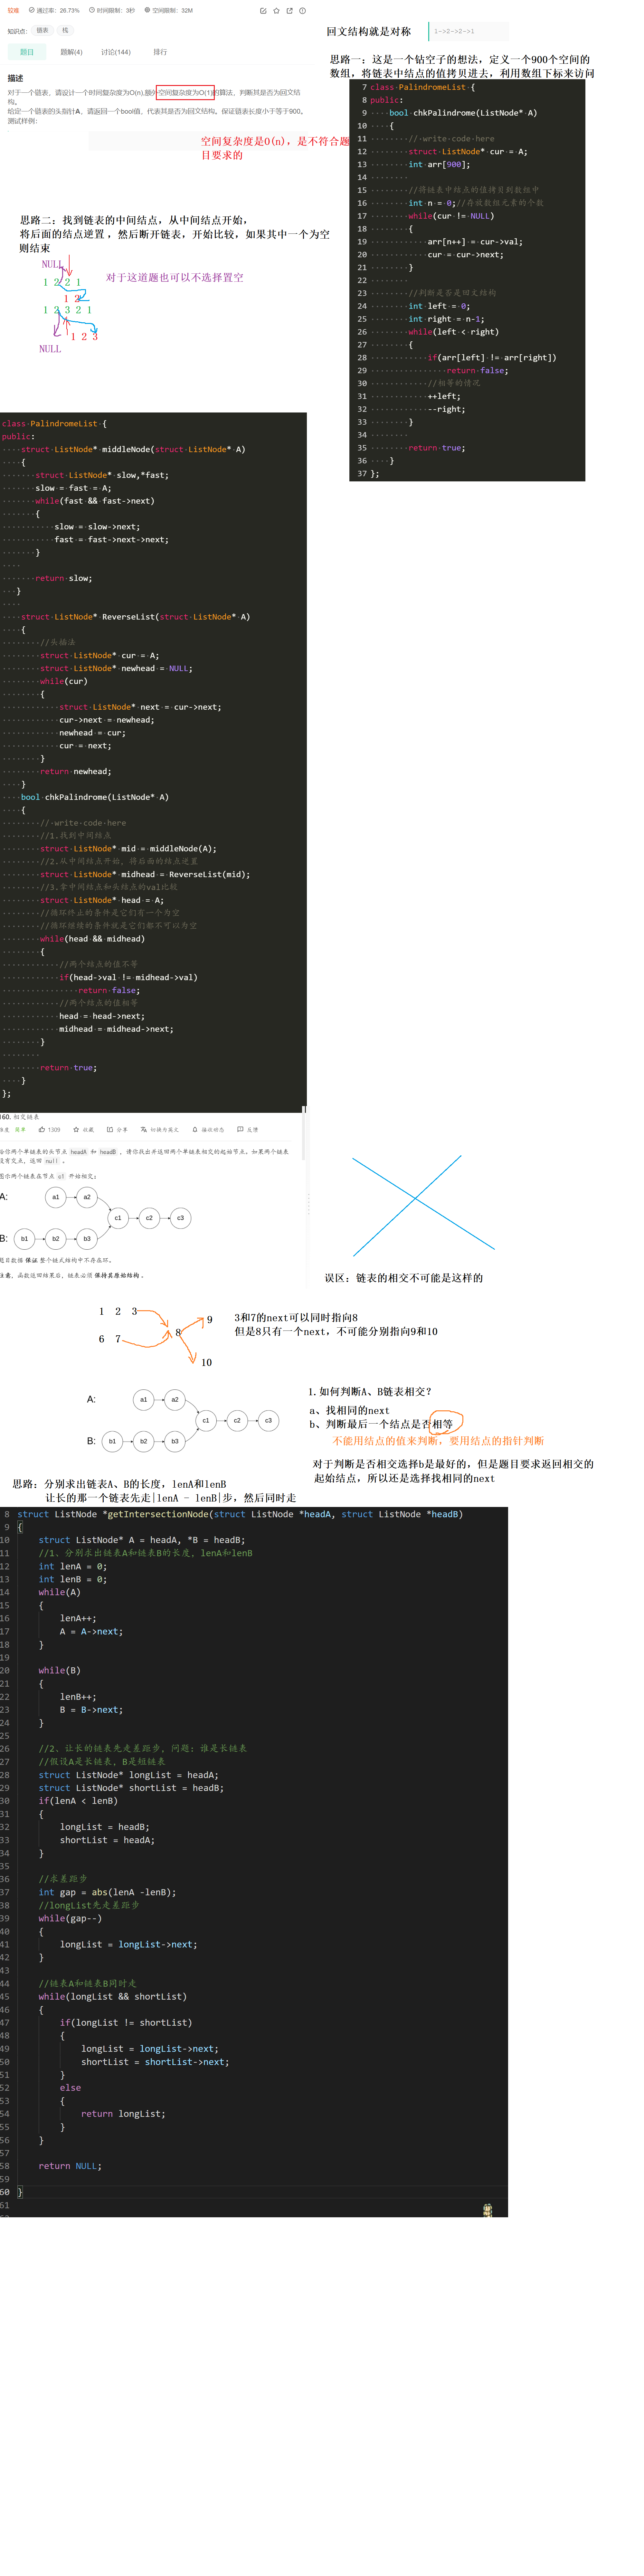 较难 通过率：26.73% 时间限制：3秒 空间限制：32M
知识点： 链表 栈
题目 题解(4) 讨论(144) 排行
描述
对于一个链表，请设计一个时间复杂度为O(n),额外空间复杂度为O(1)的算法，判断其是否为回文结
构。
给定一个链表的头指针A，请返回一个bool值，代表其是否为回文结构。保证链表长度小于等于900。
测试样例：
空间复杂度是O(n)，是不符合题
目要求的
回文结构就是对称
1->2->2->1
思路一：这是一个钻空子的想法，定义一个900个空间的
数组，将链表中结点的值拷贝进去，利用数组下标来访问
7 class PalindromeList {
8 public:
9 bool chkPalindrome(ListNode* A)
10 {
11 // write code here
12 struct ListNode* cur = A;
13 int arr[900];
14
15 //将链表中结点的值拷贝到数组中
16 int n = 0;//存放数组元素的个数
17 while(cur != NULL)
18 {
19 arr[n++] = cur->val;
20 cur = cur->next;
21 }
22
23 //判断是否是回文结构
24 int left = 0;
25 int right = n-1;
26 while(left < right)
27 {
28 if(arr[left] != arr[right])
29 return false;
30 //相等的情况
31 ++left;
32 --right;
33 }
34
35 return true;
36 }
37 };
思路二：找到链表的中间结点，从中间结点开始，
将后面的结点逆置，然后断开链表，开始比较，如果其中一个为空
则结束
NULL
1 2 2 1
1 2
1 2 3 2 1
1 2 3
NULL
对于这道题也可以不选择置空
class PalindromeList {
public:
struct ListNode* middleNode(struct ListNode* A)
{
struct ListNode* slow,*fast;
slow = fast = A;
while(fast && fast->next)
{
slow = slow->next;
fast = fast->next->next;
}
return slow;
}
struct ListNode* ReverseList(struct ListNode* A)
{
//头插法
struct ListNode* cur = A;
struct ListNode* newhead = NULL;
while(cur)
{
struct ListNode* next = cur->next;
cur->next = newhead;
newhead = cur;
cur = next;
}
return newhead;
}
bool chkPalindrome(ListNode* A)
{
// write code here
//1.找到中间结点
struct ListNode* mid = middleNode(A);
//2.从中间结点开始，将后面的结点逆置
struct ListNode* midhead = ReverseList(mid);
//3.拿中间结点和头结点的val比较
struct ListNode* head = A;
//循环终止的条件是它们有一个为空
//循环继续的条件就是它们都不可以为空
while(head && midhead)
{
//两个结点的值不等
if(head->val != midhead->val)
return false;
//两个结点的值相等
head = head->next;
midhead = midhead->next;
}
return true;
}
};
160. 相交链表
难度 简单 1309 收藏 分享 切换为英文 接收动态 反馈
给你两个单链表的头节点 headA 和 headB ，请你找出并返回两个单链表相交的起始节点。如果两个链表
没有交点，返回 null 。
图示两个链表在节点 c1 开始相交：
A: a1 a2
c1 c2 c3
B: b1 b2 b3
题目数据 保证 整个链式结构中不存在环。
注意，函数返回结果后，链表必须 保持其原始结构 。
误区：链表的相交不可能是这样的
1 2 3
9
8
6 7
10
3和7的next可以同时指向8
但是8只有一个next，不可能分别指向9和10
A: a1 a2
c1 c2 c3
B: b1 b2 b3
1.如何判断A、B链表相交？
a、找相同的next
b、判断最后一个结点是否相等
不能用结点的值来判断，要用结点的指针判断
对于判断是否相交选择b是最好的，但是题目要求返回相交的
起始结点，所以还是选择找相同的next
思路：分别求出链表A、B的长度，lenA和lenB
让长的那一个链表先走|lenA - lenB|步，然后同时走
8 struct ListNode *getIntersectionNode(struct ListNode *headA, struct ListNode *headB)
9 {
10 struct ListNode* A = headA, *B = headB;
11 //1、分别求出链表A和链表B的长度，lenA和lenB
12 int lenA = 0;
13 int lenB = 0;
14 while(A)
15 {
16 lenA++;
17 A = A->next;
18 }
19
20 while(B)
21 {
22 lenB++;
23 B = B->next;
24 }
25
26 //2、让长的链表先走差距步，问题：谁是长链表
27 //假设A是长链表，B是短链表
28 struct ListNode* longList = headA;
29 struct ListNode* shortList = headB;
30 if(lenA < lenB)
31 {
32 longList = headB;
33 shortList = headA;
34 }
35
36 //求差距步
37 int gap = abs(lenA -lenB);
38 //longList先走差距步
39 while(gap--)
40 {
41 longList = longList->next;
42 }
43
44 //链表A和链表B同时走
45 while(longList && shortList)
46 {
47 if(longList != shortList)
48 {
49 longList = longList->next;
50 shortList = shortList->next;
51 }
52 else
53 {
54 return longList;
55 }
56 }
57
58 return NULL;
59
60 }
61